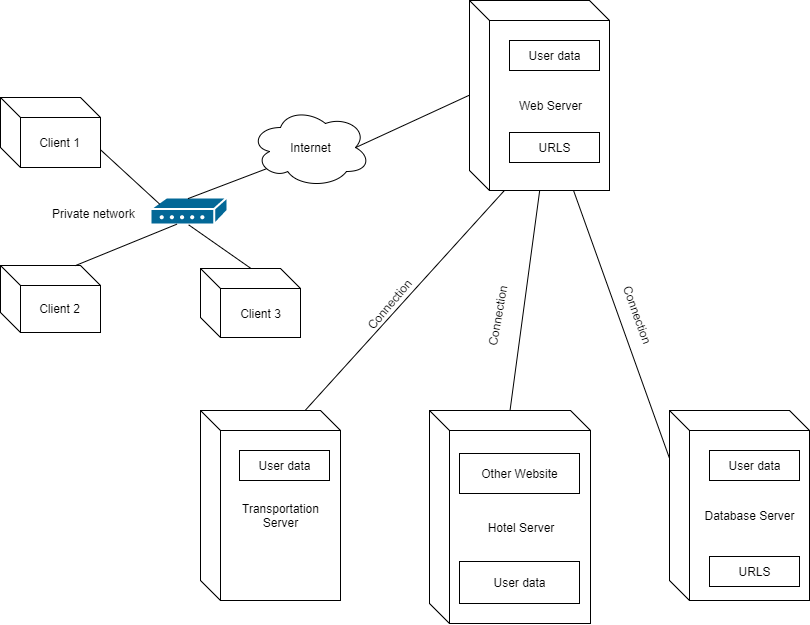 User data
Web Server
URLS
Client 1
Internet
Private network
Client 2
Client 3
Connection
Connection
Connection
User data
Transportation
Server
Other Website
Hotel Server
User data
User data
Database Server
URLS